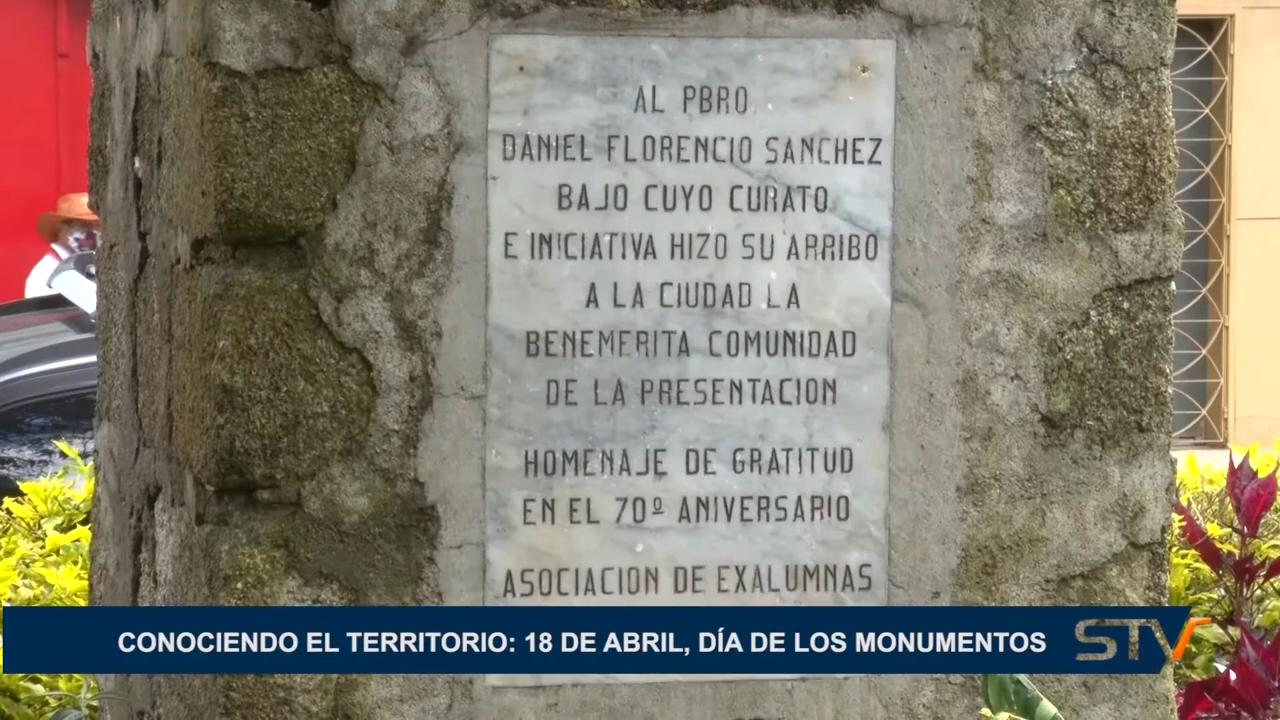 AL PBRO
DANIEL FLORENCIO SANCHEZ
BAJO CUYO CURATO
E INICIATIVA HIZO SU ARRIBO
A LA CIUDAD LA
BENEMERITA COMUNIDAD
DE LA PRESENTACION
HOMENAJE DE GRATITUD
EN EL 70º ANIVERSARIO
ASOCIACION DE EXALUMNAS
CONOCIENDO EL TERRITORIO: 18 DE ABRIL, DÍA DE LOS MONUMENTOS
STV